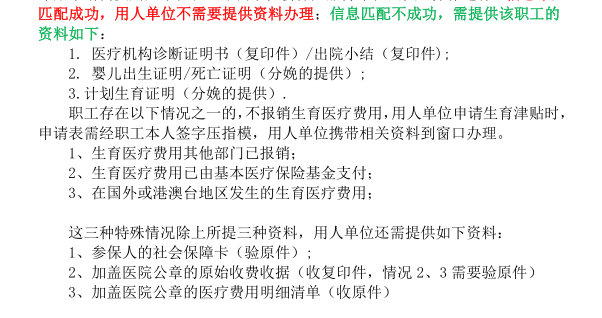 匹配成功，用人单位不需要提供资料办理；信息匹配不成功，需提供该职工的
资料如下：
1. 医疗机构诊断证明书（复印件）/出院小结（复印件);
2. 婴儿出生证明/死亡证明（分娩的提供）;
3.计划生育证明（分娩的提供）.
职工存在以下情况之一的,不报销生育医疗费用,用人单位申请生育津贴时，
申请表需经职工本人签字压指模，用人单位携带相关资料到窗口办理。
1、生育医疗费用其他部门已报销；
2、生育医疗费用已由基本医疗保险基金支付；
3、在国外或港澳台地区发生的生育医疗费用；
这三种特殊情况除上所提三种资料，用人单位还需提供如下资料：
1、参保人的社会保障卡（验原件）;
2、加盖医院公章的原始收费收据（收复印件，情况 2、3 需要验原件）
3、加盖医院公章的医疗费用明细清单（收原件）